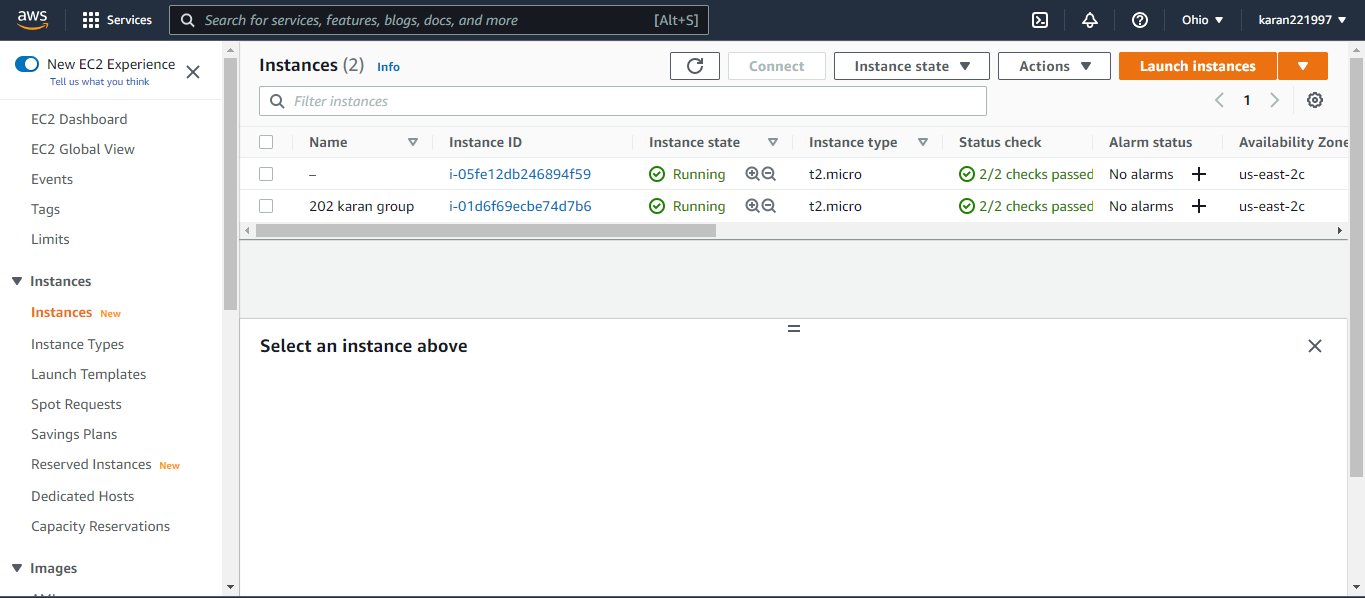 aws Services Search for services, features, blogs, docs, and more [Alt+S] Ohio karan221997
New EC2 Experience
Tell us what you think
EC2 Dashboard
EC2 Global View
Events
Tags
Limits
Instances
Instances New
Instance Types
Launch Templates
Spot Requests
Savings Plans
Reserved Instances New
Dedicated Hosts
Capacity Reservations
Images
Instances (2) Info Connect Instance state Actions Launch instances
Filter instances 1
Name Instance ID Instance state Instance type Status check Alarm status Availability Zone
– i-05fe12db246894f59 Running t2.micro 2/2 checks passed No alarms + us-east-2c
202 karan group i-01d6f69ecbe74d7b6 Running t2.micro 2/2 checks passed No alarms + us-east-2c
Select an instance above